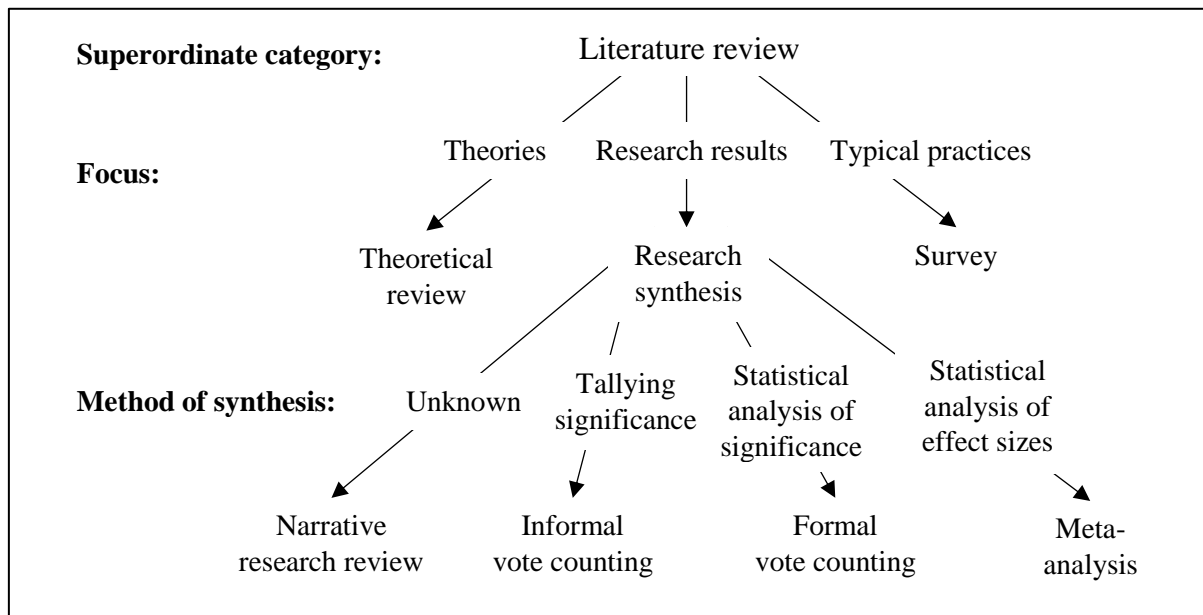 Superordinate category:
Literature review
Theories
Research results
Typical practices
Focus:
Theoretical
review
Research
synthesis
Survey
Method of synthesis:
Unknown
Tallying
significance
Statistical
analysis of
significance
Statistical
analysis of
effect sizes
Narrative
research review
Informal
vote counting
Formal
vote counting
Meta-
analysis